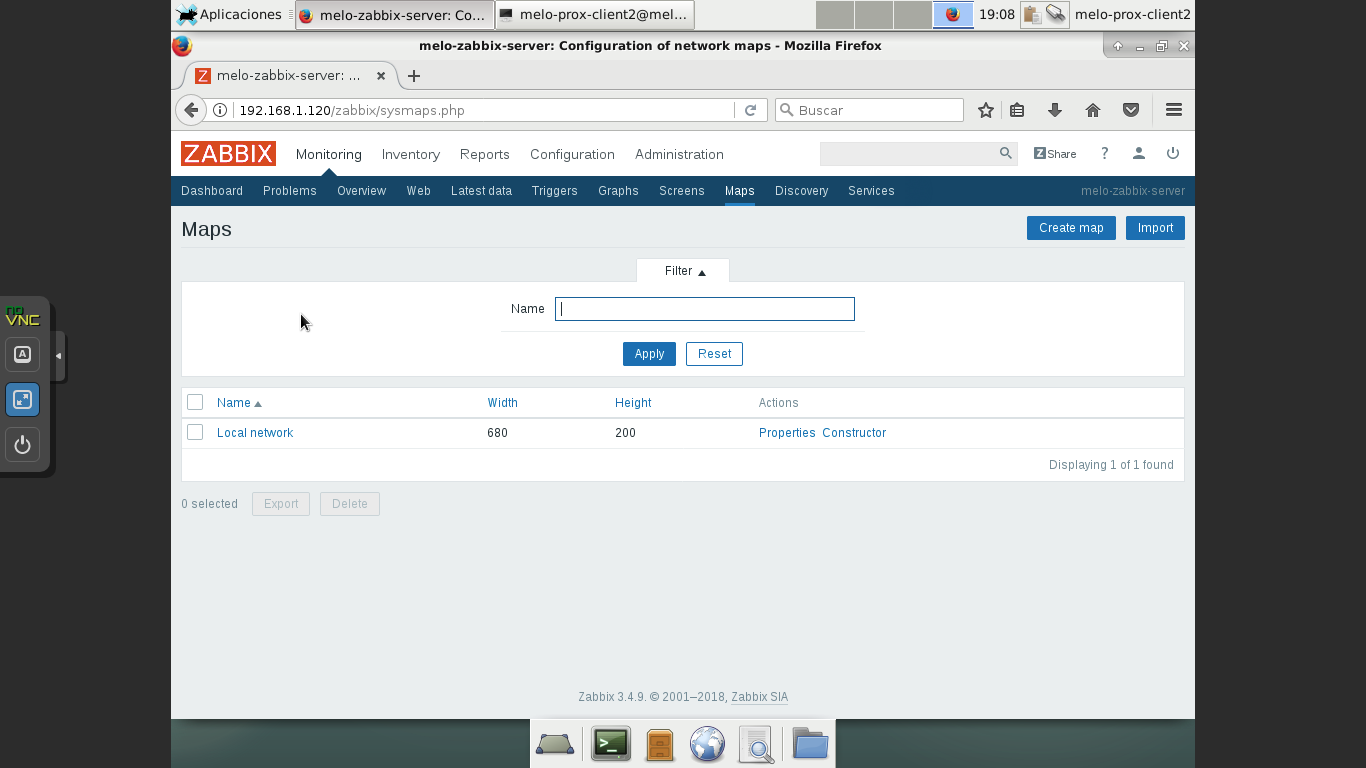 Aplicaciones melo-zabbix-server: Co... melo-prox-client2@mel... 19:08 melo-prox-client2
melo-zabbix-server: Configuration of network maps - Mozilla Firefox
Z melo-zabbix-server: ...
192.168.1.120/zabbix/sysmaps.php Buscar
ZABBIX Monitoring Inventory Reports Configuration Administration Z Share ?
Dashboard Problems Overview Web Latest data Triggers Graphs Screens Maps Discovery Services melo-zabbix-server
Maps Create map Import
Filter
no
VNC
A
Name
Apply Reset
Name Width Height Actions
Local network 680 200 Properties Constructor
Displaying 1 of 1 found
0 selected Export Delete
Zabbix 3.4.9. © 2001–2018, Zabbix SIA